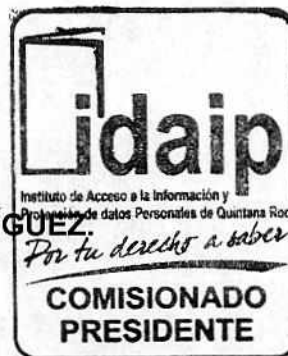 idaip
Instituto de Acceso a la Información y
Protección de datos Personales de Quintana Roo
GUEZ.
Por tu derecho a saber
COMISIONADO
PRESIDENTE